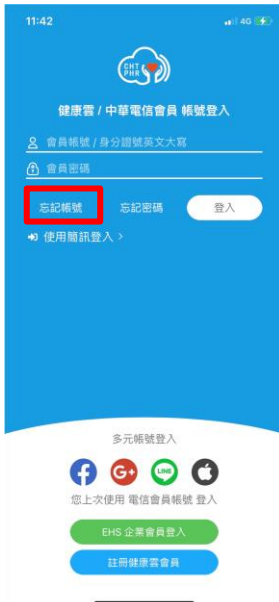 11:42 4G
CHT
PHR
健康雲 / 中華電信會員 帳號登入
會員帳號 / 身分證號英文大寫
會員密碼
忘記帳號 忘記密碼 登入
使用簡訊登入 >
多元帳號登入
f G+ LINE
您上次使用 電信會員帳號 登入
EHS 企業會員登入
註冊健康雲會員